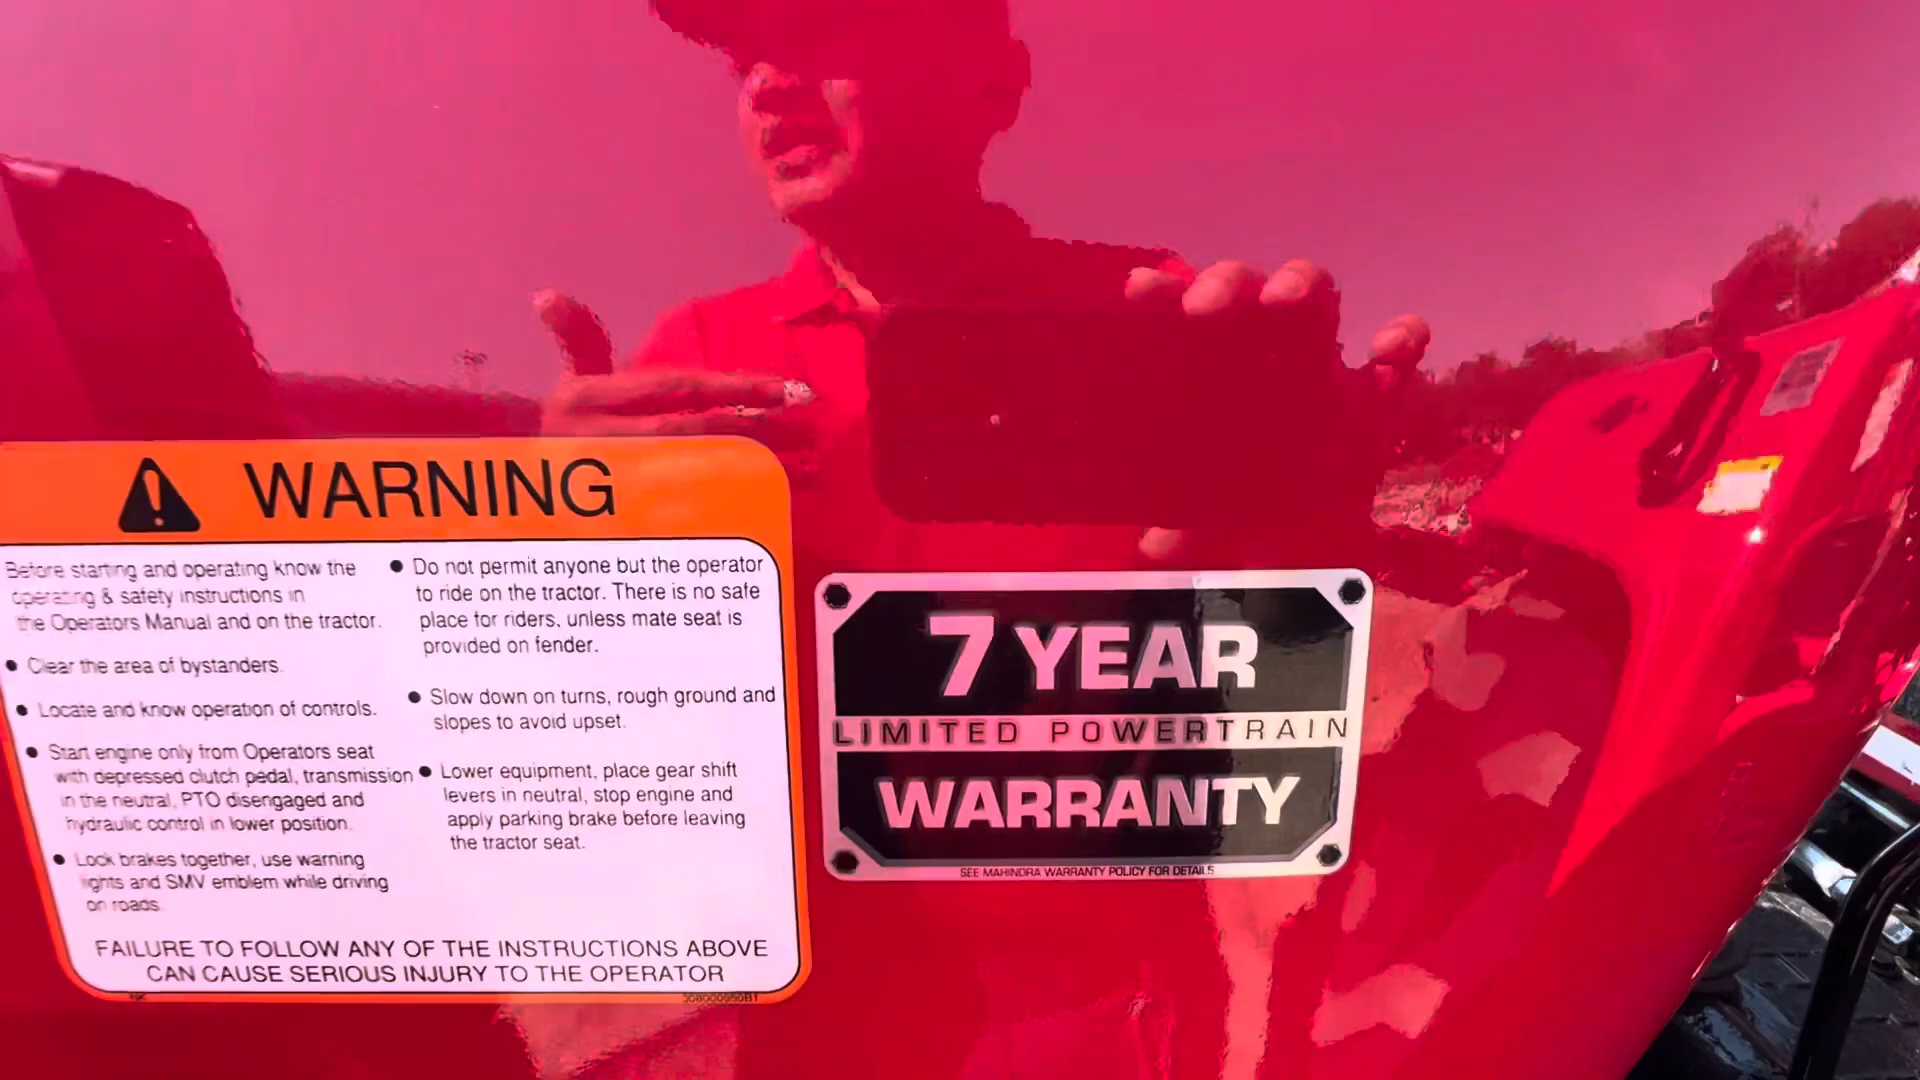 WARNING
Before starting and operating know the
operating & safety instructions in
the Operators Manual and on the tractor.
● Clear the area of bystanders.
● Locate and know operation of controls.
● Start engine only from Operators seat
with depressed clutch pedal, transmission
in the neutral, PTO disengaged and
hydraulic control in lower position.
● Lock brakes together, use warning
lights and SMV emblem while driving
on roads.
● Do not permit anyone but the operator
to ride on the tractor. There is no safe
place for riders, unless mate seat is
provided on fender.
● Slow down on turns, rough ground and
slopes to avoid upset.
● Lower equipment, place gear shift
levers in neutral, stop engine and
apply parking brake before leaving
the tractor seat.
FAILURE TO FOLLOW ANY OF THE INSTRUCTIONS ABOVE
CAN CAUSE SERIOUS INJURY TO THE OPERATOR
7 YEAR
LIMITED POWERTRAIN
WARRANTY
SEE MAHINDRA WARRANTY POLICY FOR DETAILS